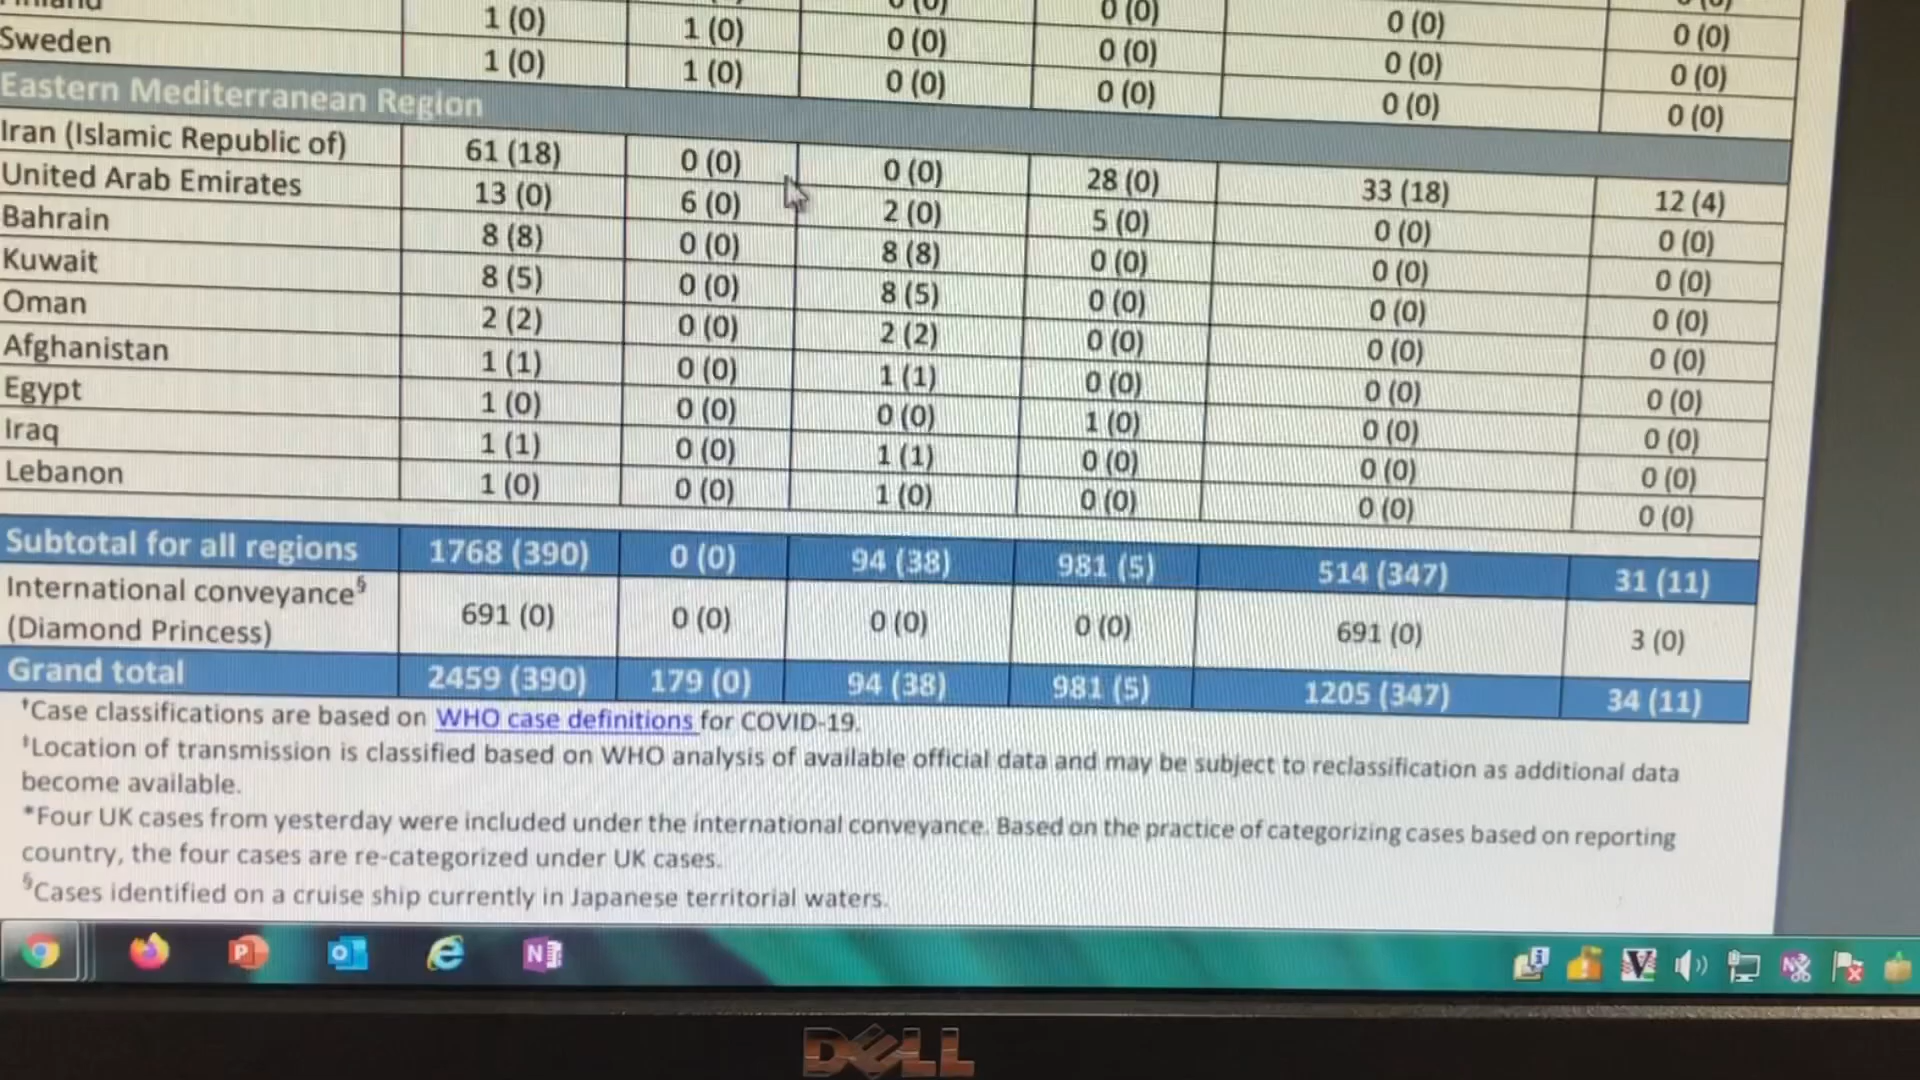 1 (0) 1 (0) 0 (0) 0 (0) 0 (0) 0 (0)
Sweden 1 (0) 1 (0) 0 (0) 0 (0) 0 (0) 0 (0)
Eastern Mediterranean Region
Iran (Islamic Republic of) 61 (18) 0 (0) 0 (0) 28 (0) 33 (18) 12 (4)
United Arab Emirates 13 (0) 6 (0) 2 (0) 5 (0) 0 (0) 0 (0)
Bahrain 8 (8) 0 (0) 8 (8) 0 (0) 0 (0) 0 (0)
Kuwait 8 (5) 0 (0) 8 (5) 0 (0) 0 (0) 0 (0)
Oman 2 (2) 0 (0) 2 (2) 0 (0) 0 (0) 0 (0)
Afghanistan 1 (1) 0 (0) 1 (1) 0 (0) 0 (0) 0 (0)
Egypt 1 (0) 0 (0) 0 (0) 1 (0) 0 (0) 0 (0)
Iraq 1 (1) 0 (0) 1 (1) 0 (0) 0 (0) 0 (0)
Lebanon 1 (0) 0 (0) 1 (0) 0 (0) 0 (0) 0 (0)
Subtotal for all regions 1768 (390) 0 (0) 94 (38) 981 (5) 514 (347) 31 (11)
International conveyance§
(Diamond Princess) 691 (0) 0 (0) 0 (0) 0 (0) 691 (0) 3 (0)
Grand total 2459 (390) 179 (0) 94 (38) 981 (5) 1205 (347) 34 (11)
†Case classifications are based on WHO case definitions for COVID-19.
‡Location of transmission is classified based on WHO analysis of available official data and may be subject to reclassification as additional data
become available.
*Four UK cases from yesterday were included under the international conveyance. Based on the practice of categorizing cases based on reporting
country, the four cases are re-categorized under UK cases.
§Cases identified on a cruise ship currently in Japanese territorial waters.
DELL